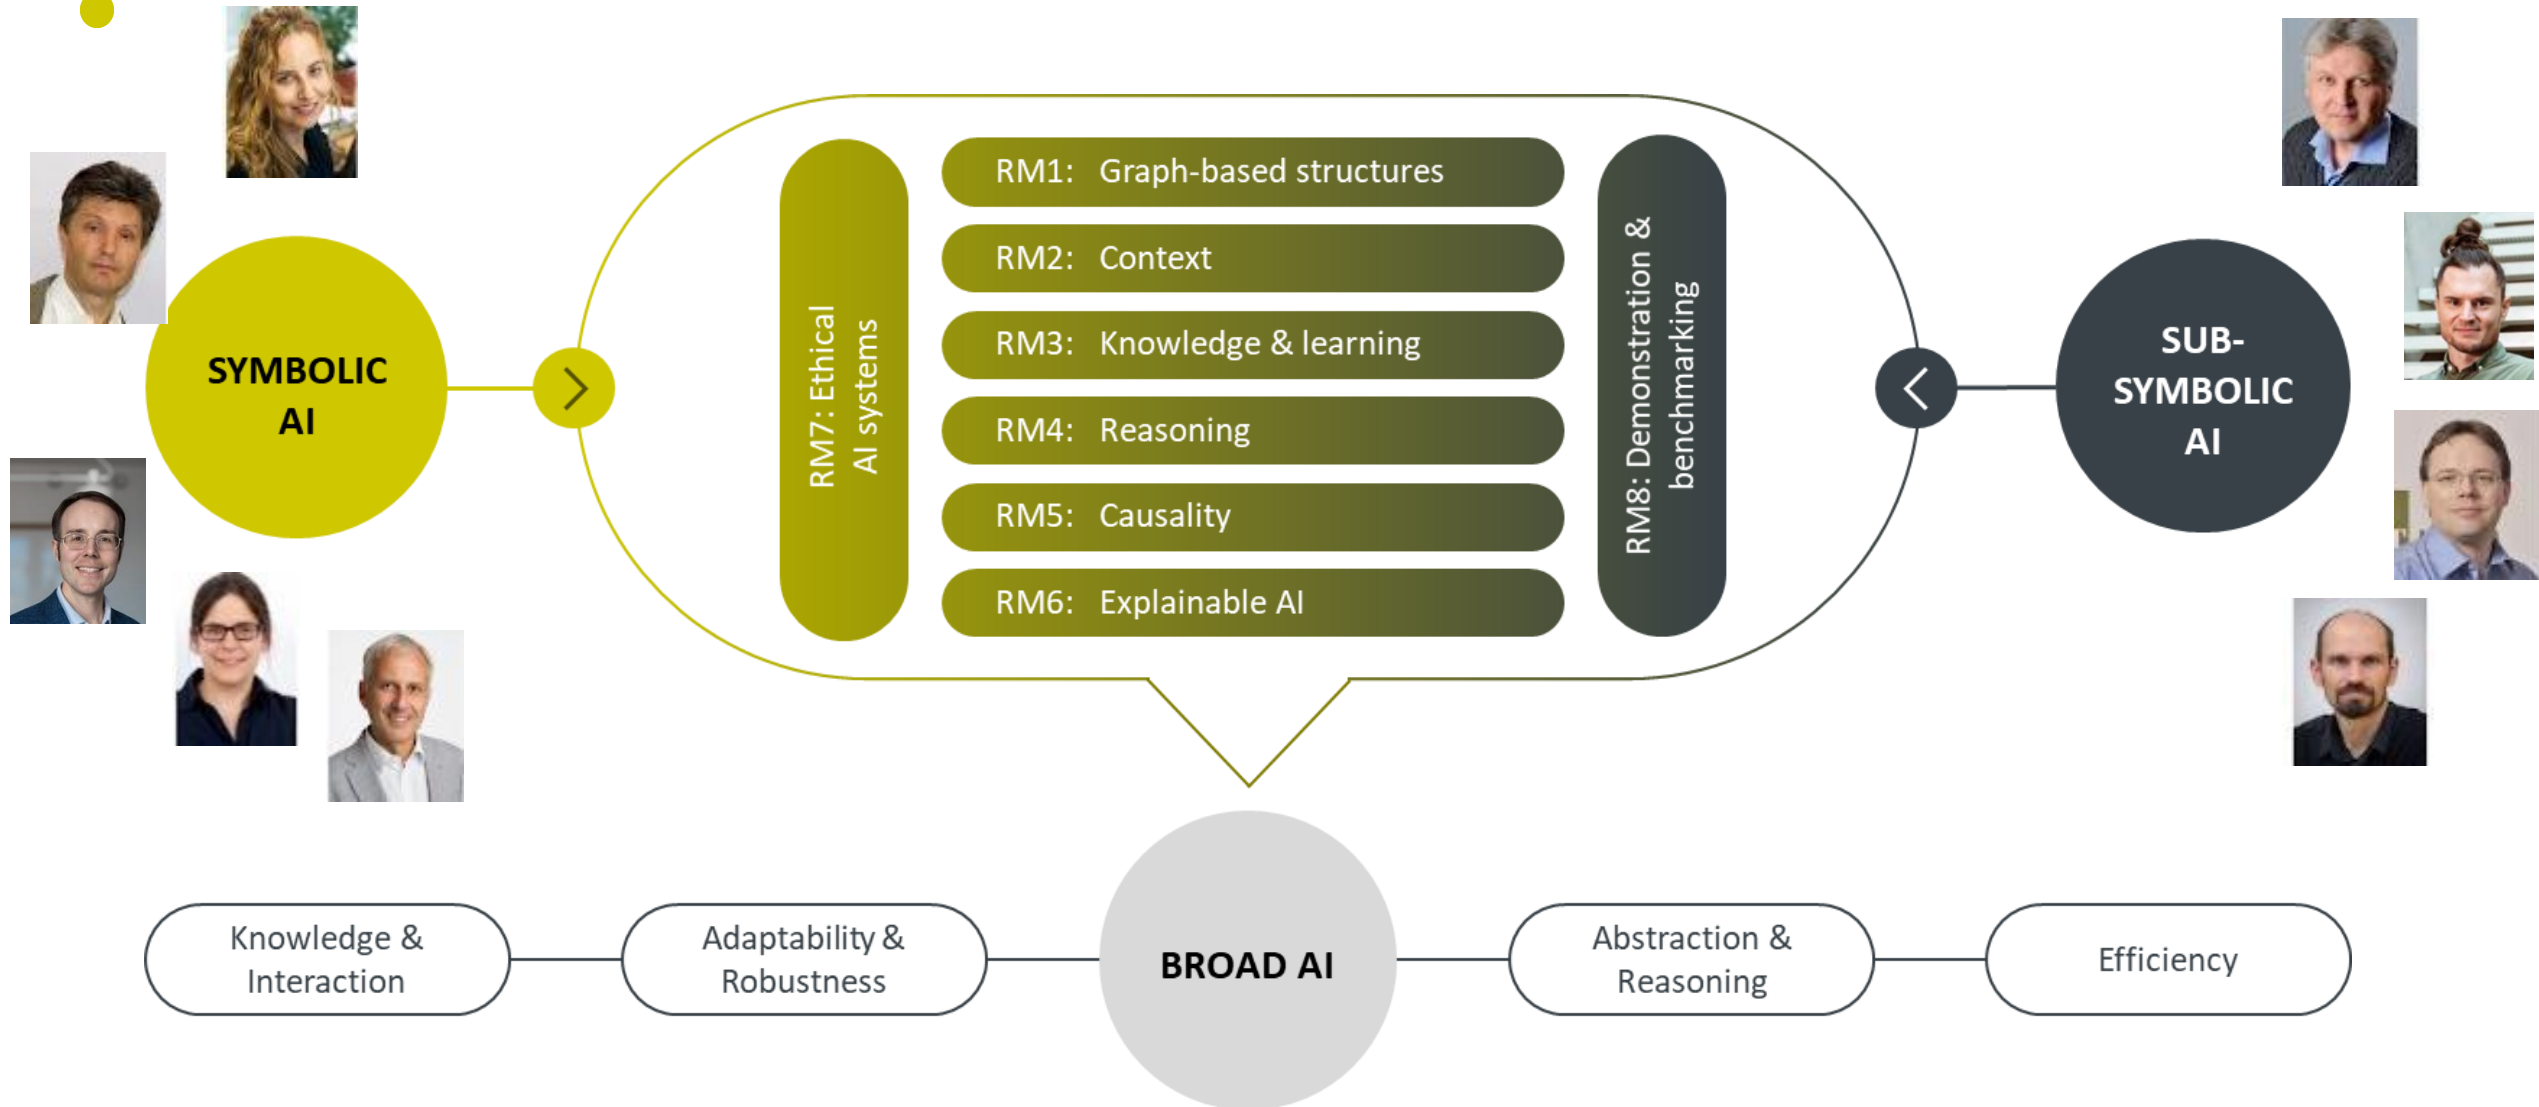 SYMBOLIC
AI
RM7: Ethical
AI systems
RM1: Graph-based structures
RM2: Context
RM3: Knowledge & learning
RM4: Reasoning
RM5: Causality
RM6: Explainable AI
RM8: Demonstration &
benchmarking
SUB-
SYMBOLIC
AI
Knowledge &
Interaction
Adaptability &
Robustness
BROAD AI
Abstraction &
Reasoning
Efficiency